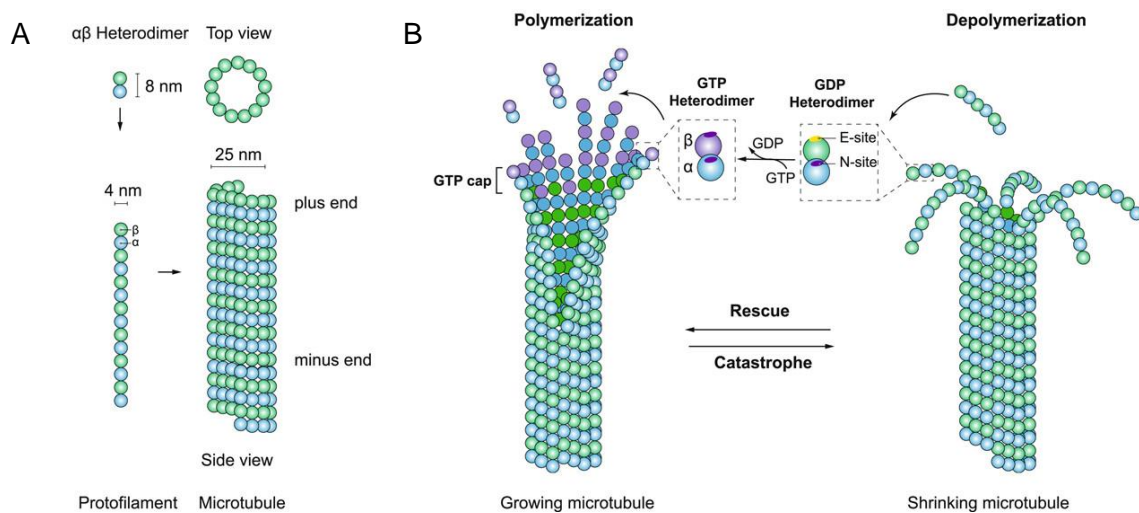 A
αβ Heterodimer
Top view
8 nm
25 nm
4 nm
β
α
plus end
minus end
Side view
Protofilament
Microtubule
B
Polymerization
Depolymerization
GTP
Heterodimer
GDP
Heterodimer
β
α
GDP
GTP
E-site
N-site
GTP cap
Rescue
Catastrophe
Growing microtubule
Shrinking microtubule